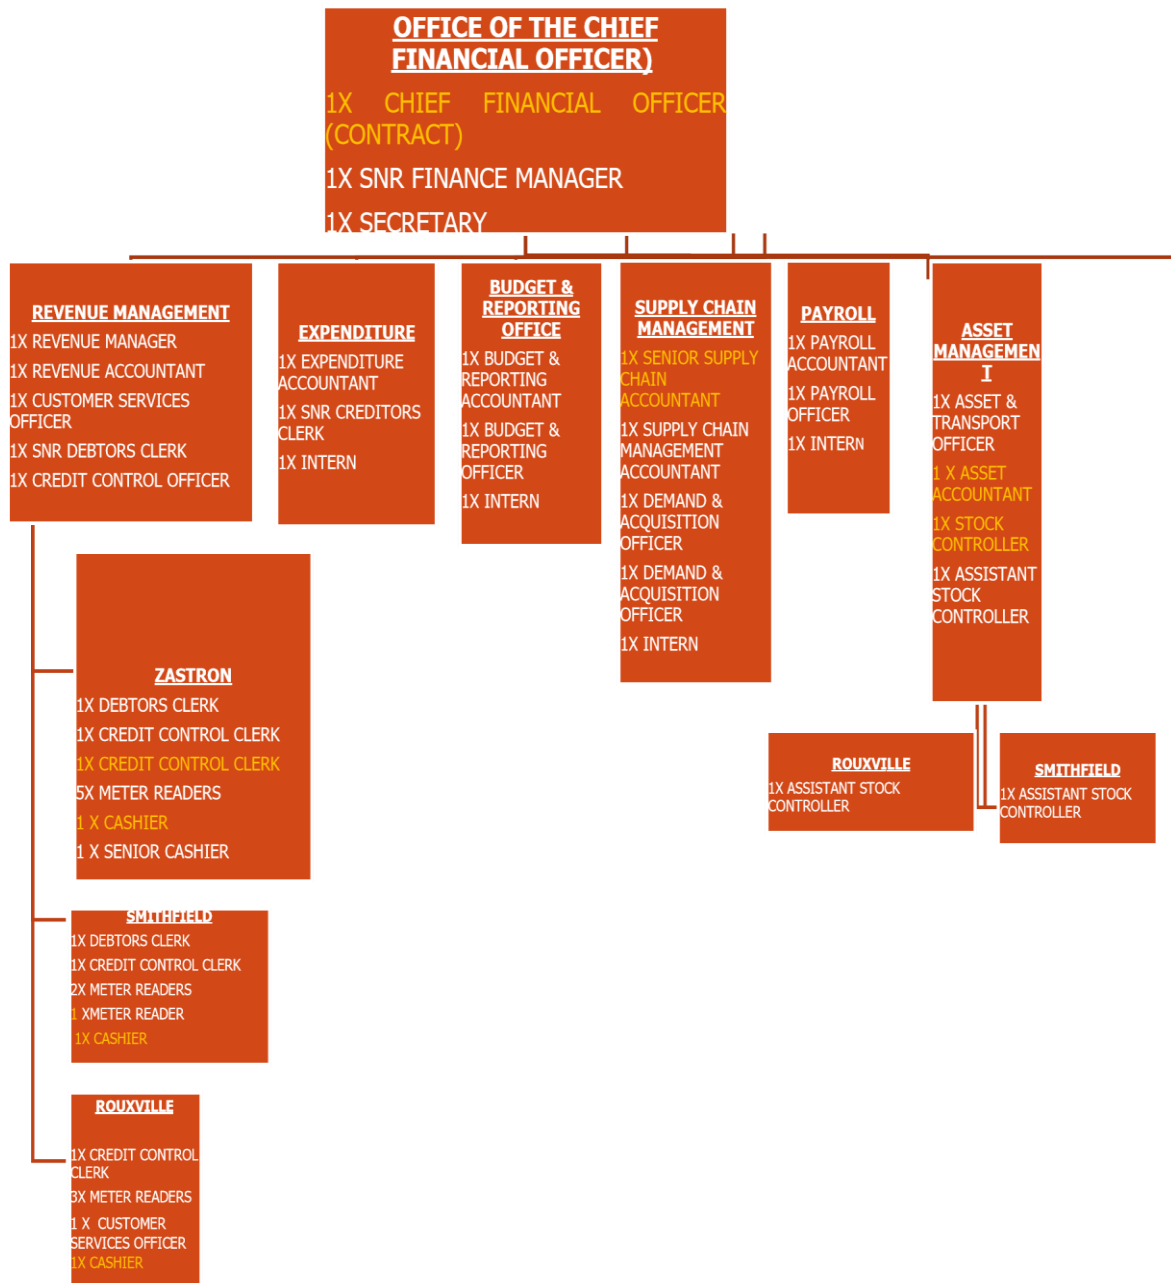 OFFICE OF THE CHIEF
FINANCIAL OFFICER)
1X CHIEF FINANCIAL OFFICER
(CONTRACT)
1X SNR FINANCE MANAGER
1X SECRETARY
REVENUE MANAGEMENT
1X REVENUE MANAGER
1X REVENUE ACCOUNTANT
1X CUSTOMER SERVICES
OFFICER
1X SNR DEBTORS CLERK
1X CREDIT CONTROL OFFICER
EXPENDITURE
1X EXPENDITURE
ACCOUNTANT
1X SNR CREDITORS
CLERK
1X INTERN
BUDGET &
REPORTING
OFFICE
1X BUDGET &
REPORTING
ACCOUNTANT
1X BUDGET &
REPORTING
OFFICER
1X INTERN
SUPPLY CHAIN
MANAGEMENT
1X SENIOR SUPPLY
CHAIN
ACCOUNTANT
1X SUPPLY CHAIN
MANAGEMENT
ACCOUNTANT
1X DEMAND &
ACQUISITION
OFFICER
1X DEMAND &
ACQUISITION
OFFICER
1X INTERN
PAYROLL
1X PAYROLL
ACCOUNTANT
1X PAYROLL
OFFICER
1X INTERN
ASSET
MANAGEMEN
T
1X ASSET &
TRANSPORT
OFFICER
1 X ASSET
ACCOUNTANT
1X STOCK
CONTROLLER
1X ASSISTANT
STOCK
CONTROLLER
ZASTRON
1X DEBTORS CLERK
1X CREDIT CONTROL CLERK
1X CREDIT CONTROL CLERK
5X METER READERS
1 X CASHIER
1 X SENIOR CASHIER
ROUXVILLE
1X ASSISTANT STOCK
CONTROLLER
SMITHFIELD
1X ASSISTANT STOCK
CONTROLLER
SMITHFIELD
1X DEBTORS CLERK
1X CREDIT CONTROL CLERK
2X METER READERS
1 XMETER READER
1X CASHIER
ROUXVILLE
1X CREDIT CONTROL
CLERK
3X METER READERS
1 X CUSTOMER
SERVICES OFFICER
1X CASHIER